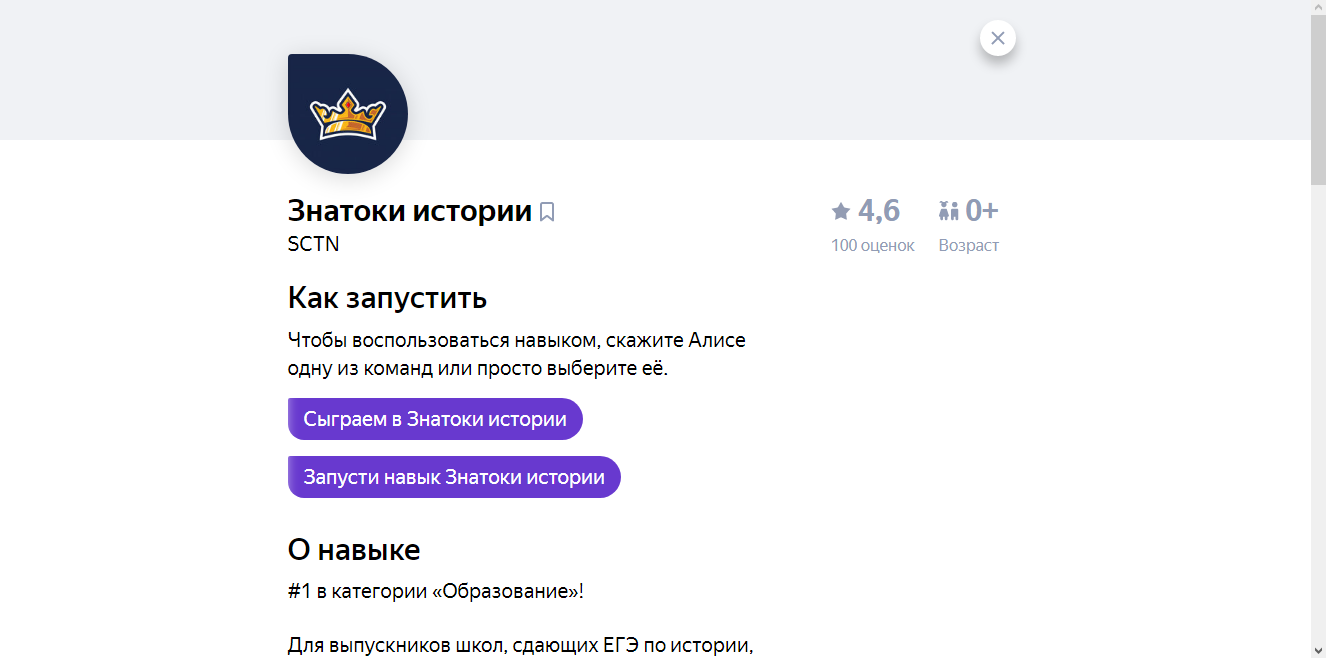 Знатоки истории
SCTN
4,6
100 оценок
0+
Возраст
Как запустить
Чтобы воспользоваться навыком, скажите Алисе
одну из команд или просто выберите её.
Сыграем в Знатоки истории
Запусти навык Знатоки истории
О навыке
#1 в категории «Образование»!
Для выпускников школ, сдающих ЕГЭ по истории,